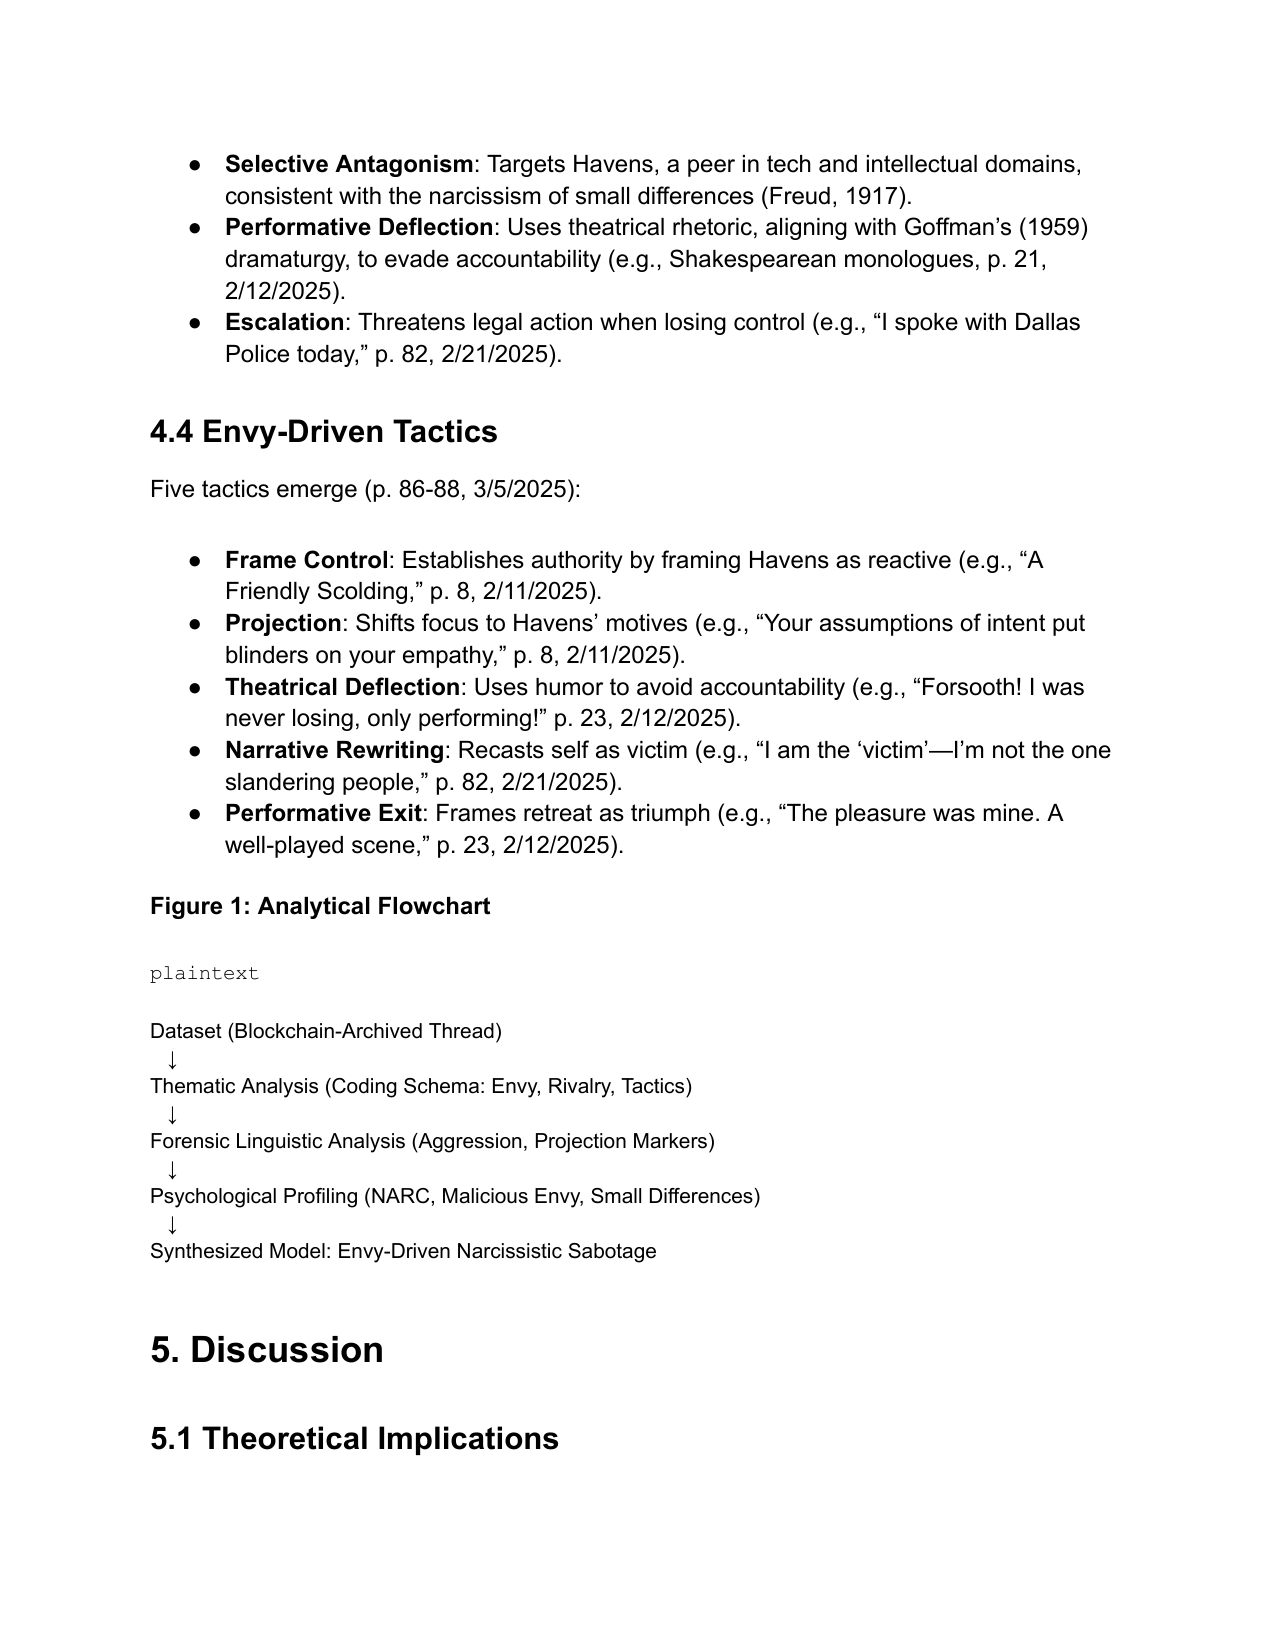 ● Selective Antagonism: Targets Havens, a peer in tech and intellectual domains,
consistent with the narcissism of small differences (Freud, 1917).
● Performative Deflection: Uses theatrical rhetoric, aligning with Goffman’s (1959)
dramaturgy, to evade accountability (e.g., Shakespearean monologues, p. 21,
2/12/2025).
● Escalation: Threatens legal action when losing control (e.g., “I spoke with Dallas
Police today,” p. 82, 2/21/2025).
4.4 Envy-Driven Tactics
Five tactics emerge (p. 86-88, 3/5/2025):
● Frame Control: Establishes authority by framing Havens as reactive (e.g., “A
Friendly Scolding,” p. 8, 2/11/2025).
● Projection: Shifts focus to Havens’ motives (e.g., “Your assumptions of intent put
blinders on your empathy,” p. 8, 2/11/2025).
● Theatrical Deflection: Uses humor to avoid accountability (e.g., “Forsooth! I was
never losing, only performing!” p. 23, 2/12/2025).
● Narrative Rewriting: Recasts self as victim (e.g., “I am the ‘victim’—I’m not the one
slandering people,” p. 82, 2/21/2025).
● Performative Exit: Frames retreat as triumph (e.g., “The pleasure was mine. A
well-played scene,” p. 23, 2/12/2025).
Figure 1: Analytical Flowchart
plaintext
Dataset (Blockchain-Archived Thread)
↓
Thematic Analysis (Coding Schema: Envy, Rivalry, Tactics)
↓
Forensic Linguistic Analysis (Aggression, Projection Markers)
↓
Psychological Profiling (NARC, Malicious Envy, Small Differences)
↓
Synthesized Model: Envy-Driven Narcissistic Sabotage
5. Discussion
5.1 Theoretical Implications